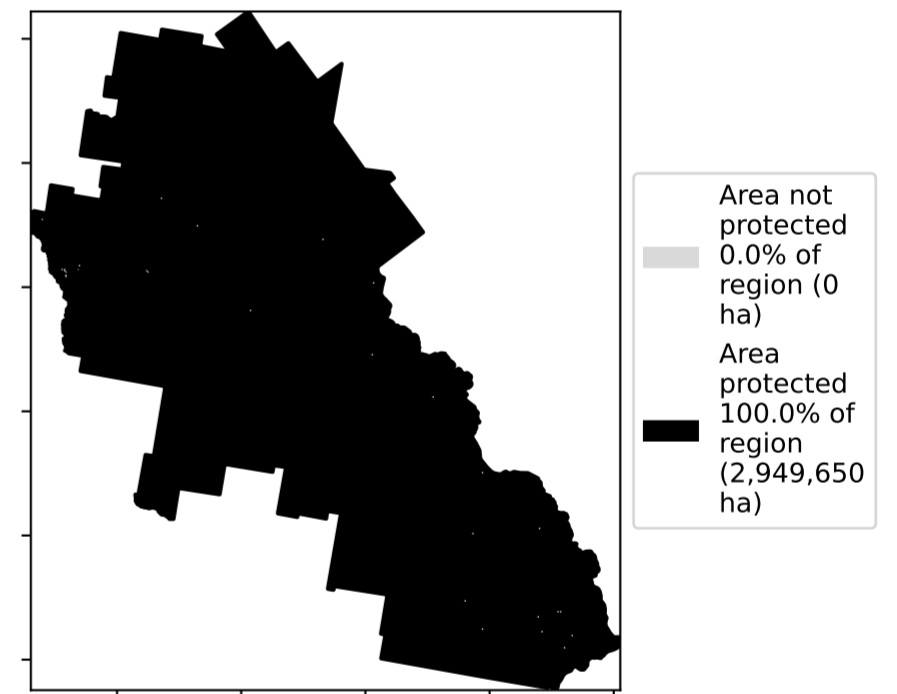 Area not
protected
0.0% of
region (0
ha)
Area
protected
100.0% of
region
(2,949,650
ha)